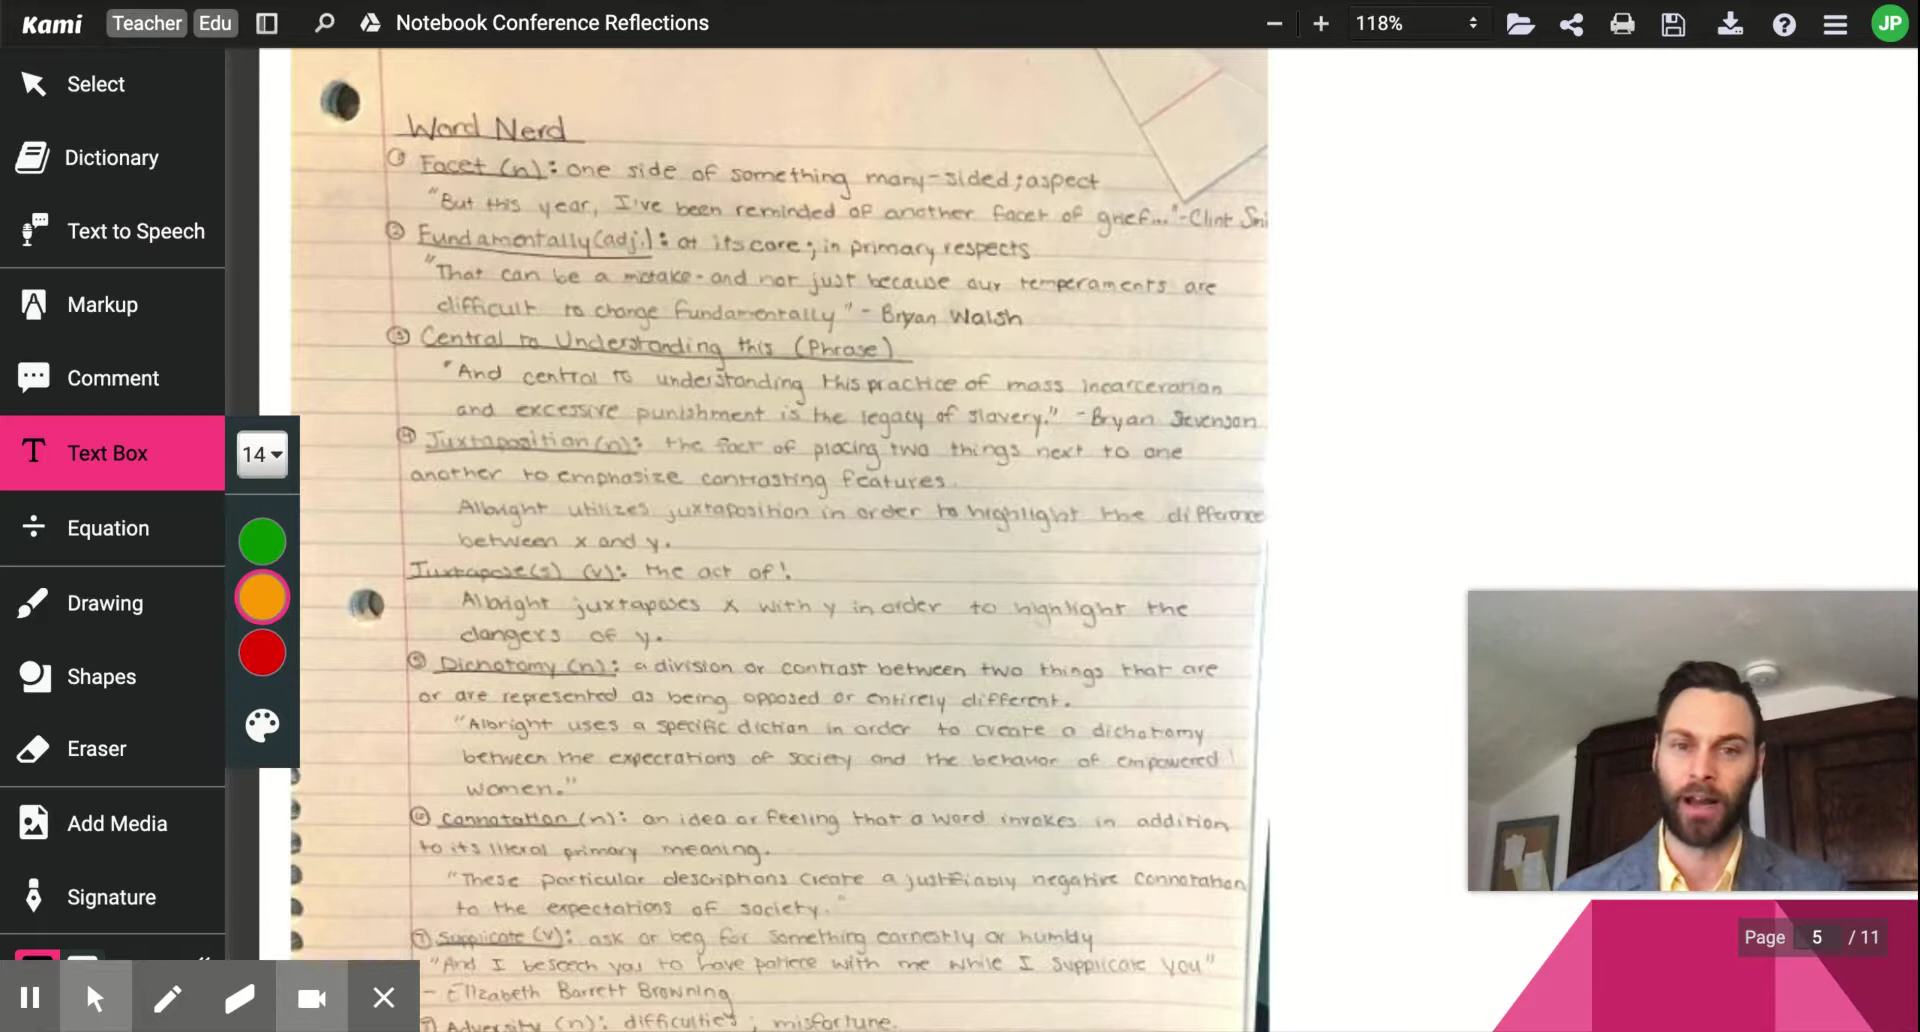 Kami Teacher Edu Notebook Conference Reflections 118% JP
Select
Dictionary
Text to Speech
Markup
Comment
Text Box 14
Equation
Drawing
Shapes
Eraser
Add Media
Signature
Word Nerd
① Facet (n): one side of something many-sided; aspect
"But this year, I've been reminded of another facet of grief..." -Clint Smi
② Fundamentally (adj.): at its core; in primary respects
"That can be a mistake - and not just because our temperaments are
difficult to change fundamentally" - Bryan Walsh
③ Central to Understanding this (Phrase)
"And central to understanding this practice of mass incarceration
and excessive punishment is the legacy of slavery." - Bryan Stevenson
④ Juxtaposition (n): the fact of placing two things next to one
another to emphasize contrasting features.
Albright utilizes juxtaposition in order to highlight the difference
between x and y.
Juxtapose(s) (v): the act of!
Albright juxtaposes x with y in order to highlight the
dangers of y.
⑤ Dichotomy (n): a division or contrast between two things that are
or are represented as being opposed or entirely different.
"Albright uses a specific diction in order to create a dichotomy
between the expectations of society and the behavior of empowered
women."
⑥ Connotation (n): an idea or feeling that a word invokes in addition
to its literal primary meaning.
"These particular descriptions create a justifiably negative connotation
to the expectations of society."
⑦ Supplicate (v): ask or beg for something earnestly or humbly
"And I beseech you to have patience with me while I supplicate you"
- Elizabeth Barrett Browning
Adversity (n): difficulties; misfortune.
Page 5 / 11